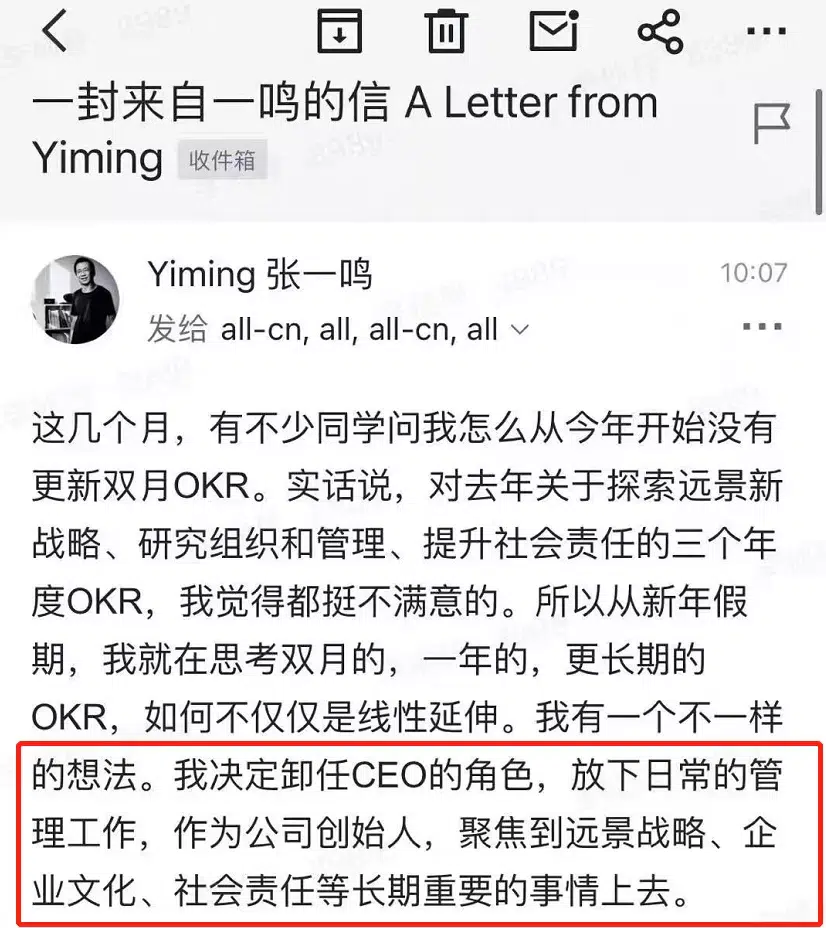 一封来自一鸣的信 A Letter from
Yiming 收件箱
Yiming 张一鸣
10:07
发给 all-cn, all, all-cn, all
这几个月，有不少同学问我怎么从今年开始没有
更新双月OKR。实话说，对去年关于探索远景新
战略、研究组织和管理、提升社会责任的三个年
度OKR，我觉得都挺不满意的。所以从新年假
期，我就在思考双月的，一年的，更长期的
OKR，如何不仅仅是线性延伸。我有一个不一样
的想法。我决定卸任CEO的角色，放下日常的管
理工作，作为公司创始人，聚焦到远景战略、企
业文化、社会责任等长期重要的事情上去。